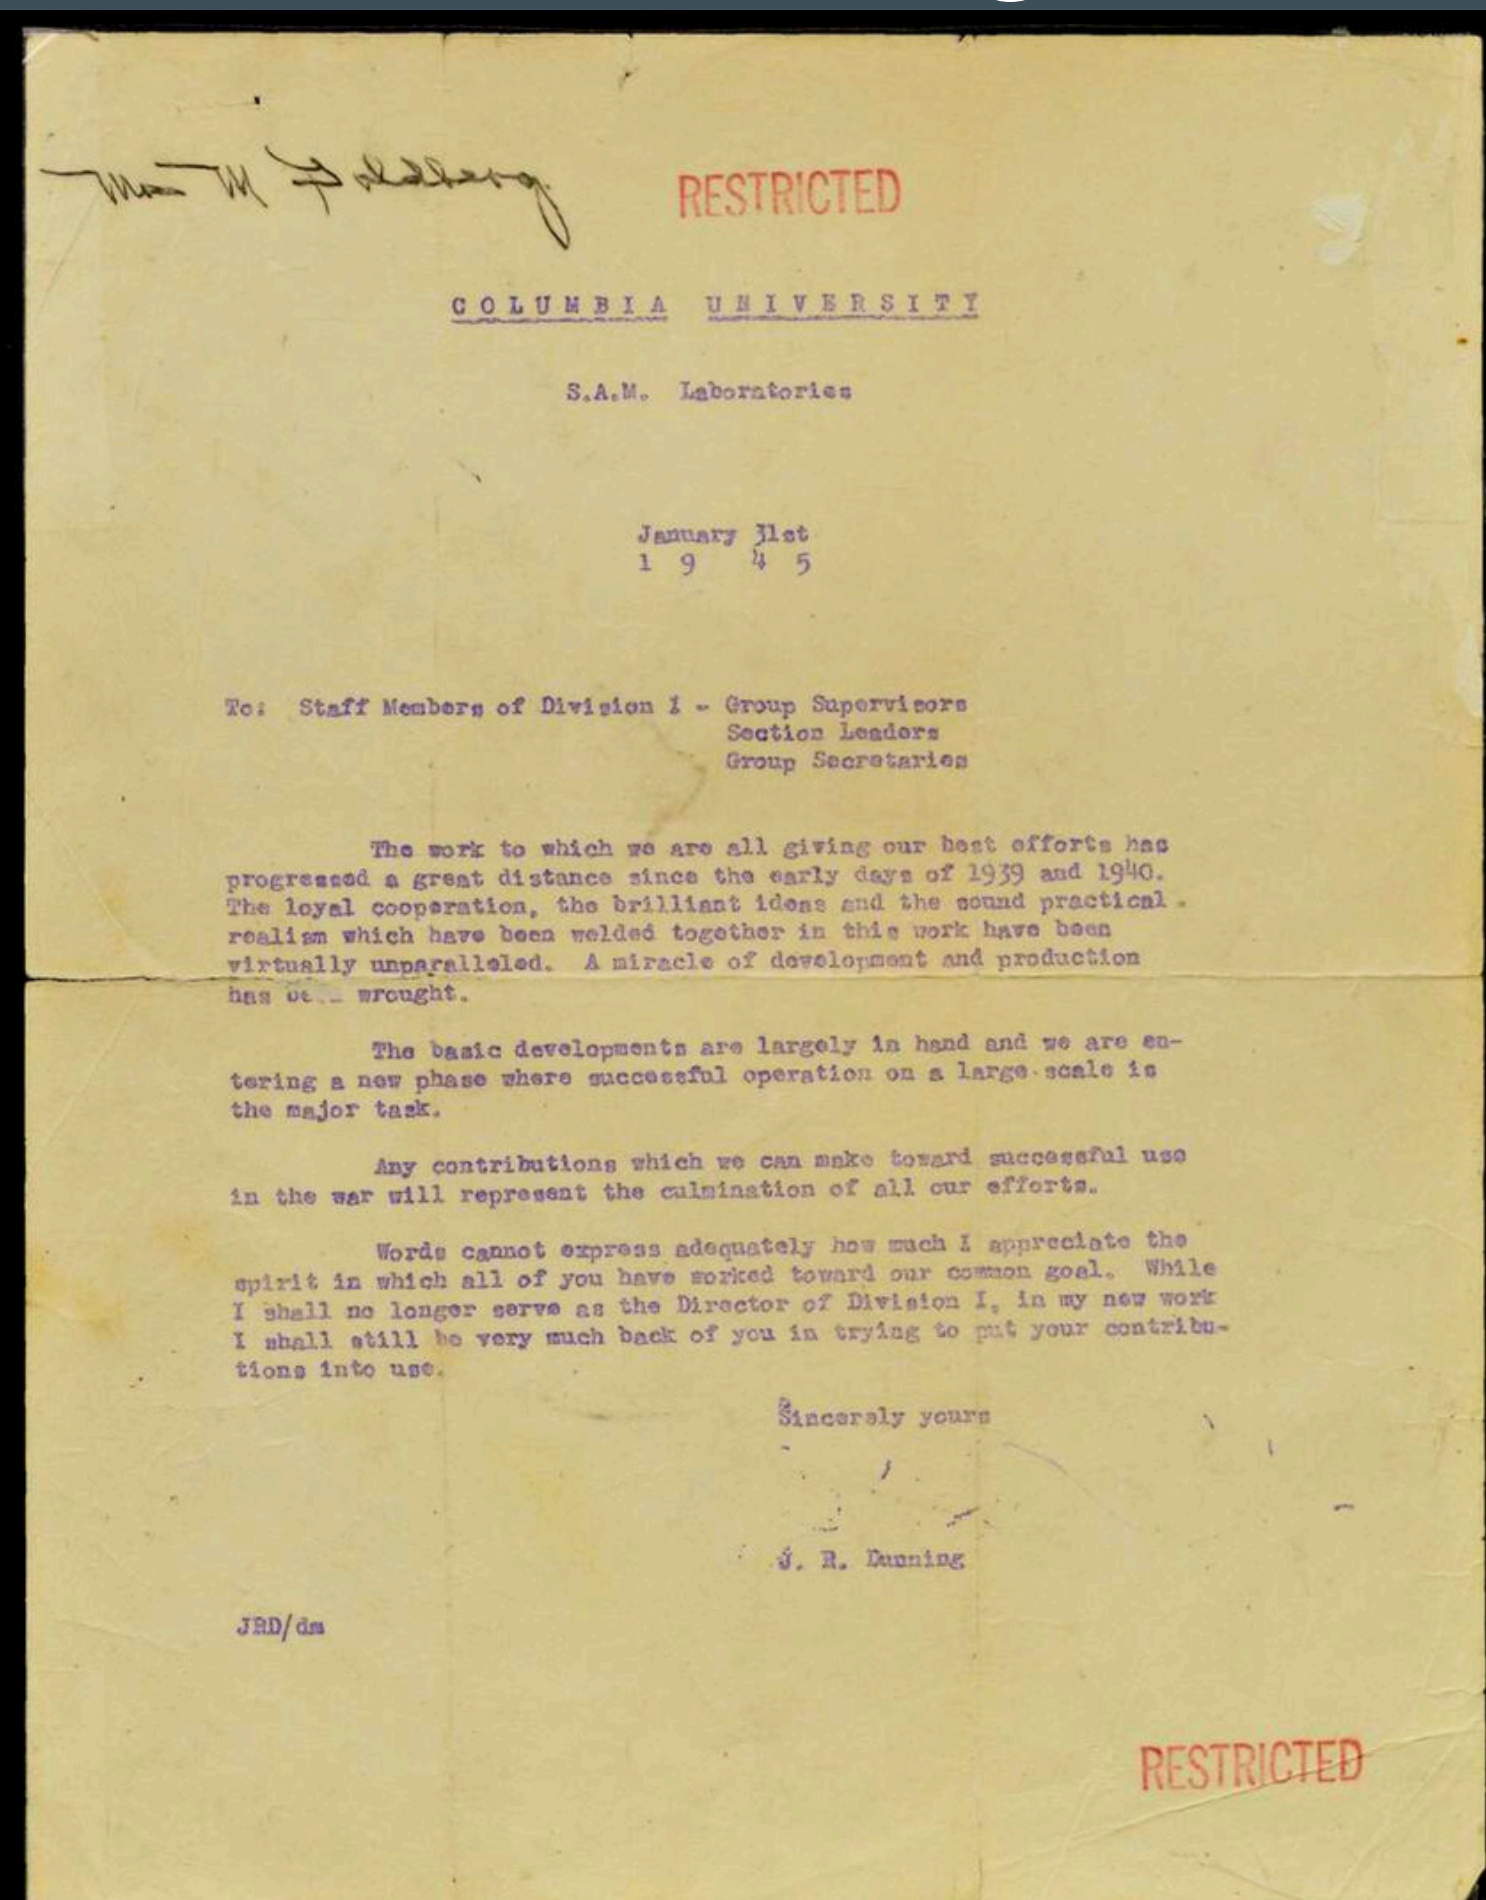 Miss M Goldberg
RESTRICTED
COLUMBIA UNIVERSITY
S.A.M. Laboratories
January 31st
1 9 4 5
To: Staff Members of Division I - Group Supervisors
Section Leaders
Group Secretaries
The work to which we are all giving our best efforts has
progressed a great distance since the early days of 1939 and 1940.
The loyal cooperation, the brilliant ideas and the sound practical
realism which have been welded together in this work have been
virtually unparalleled. A miracle of development and production
has been wrought.
The basic developments are largely in hand and we are en-
tering a new phase where successful operation on a large scale is
the major task.
Any contributions which we can make toward successful use
in the war will represent the culmination of all our efforts.
Words cannot express adequately how much I appreciate the
spirit in which all of you have worked toward our common goal. While
I shall no longer serve as the Director of Division I, in my new work
I shall still be very much back of you in trying to put your contribu-
tions into use.
Sincerely yours
J. R. Dunning
JRD/dm
RESTRICTED